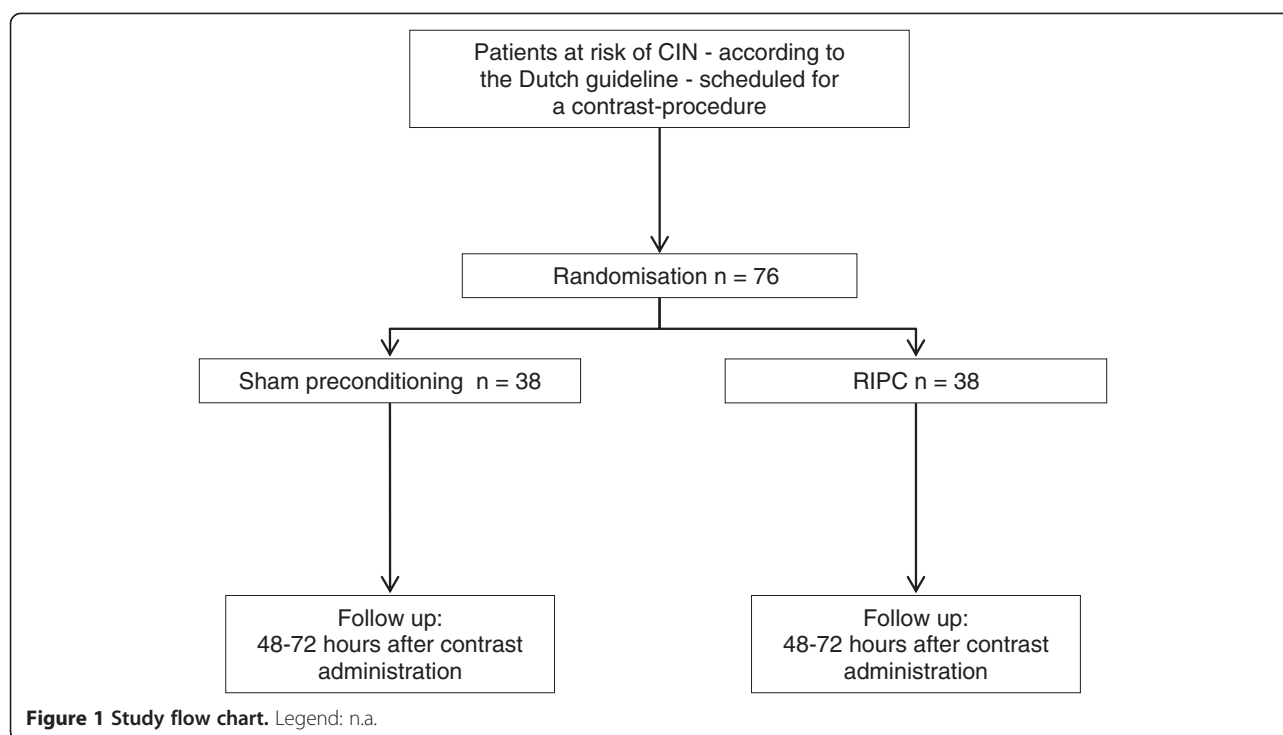 Patients at risk of CIN - according to
the Dutch guideline - scheduled for
a contrast-procedure
Randomisation n = 76
Sham preconditioning n = 38
RIPC n = 38
Follow up:
48-72 hours after contrast
administration
Follow up:
48-72 hours after contrast
administration
Figure 1 Study flow chart. Legend: n.a.